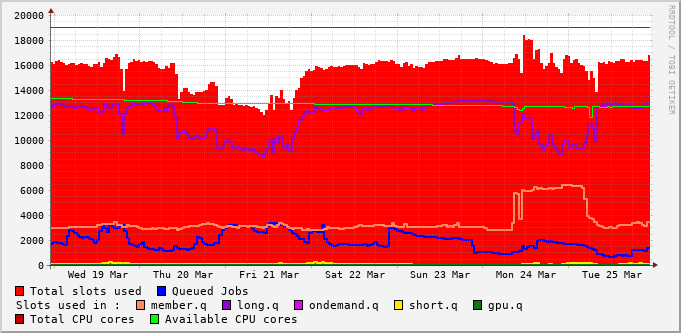 20000
18000
16000
14000
12000
10000
8000
6000
4000
2000
0
Wed 19 Mar Thu 20 Mar Fri 21 Mar Sat 22 Mar Sun 23 Mar Mon 24 Mar Tue 25 Mar
RRDTOOL / TOBI OETIKER
Total slots used Queued Jobs
Slots used in : member.q long.q ondemand.q short.q gpu.q
Total CPU cores Available CPU cores